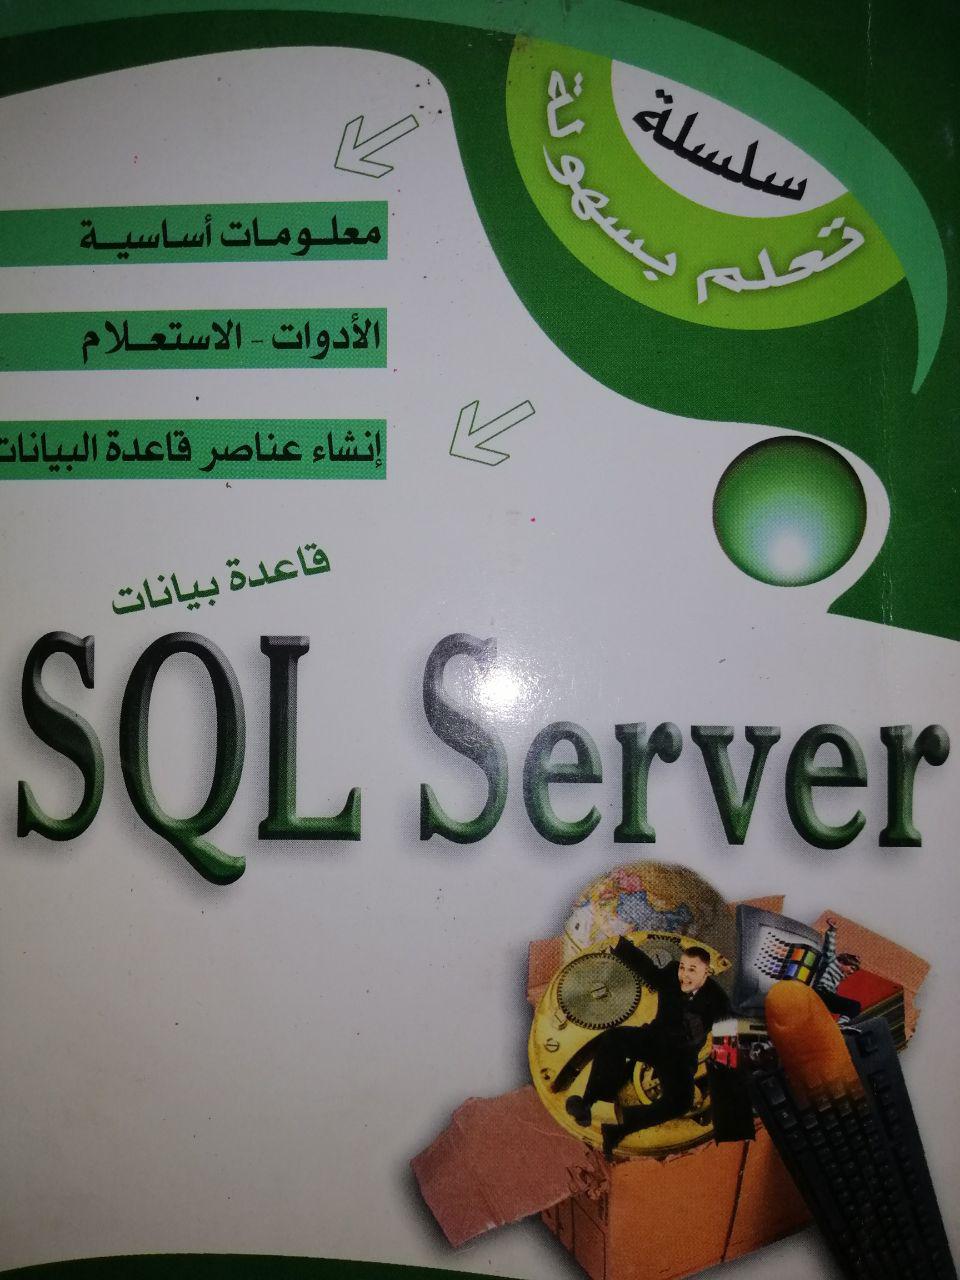 سلسلة
تعلم بسهولة
معلومات أساسية
الأدوات - الاستعلام
إنشاء عناصر قاعدة البيانات
قاعدة بيانات
SQL Server